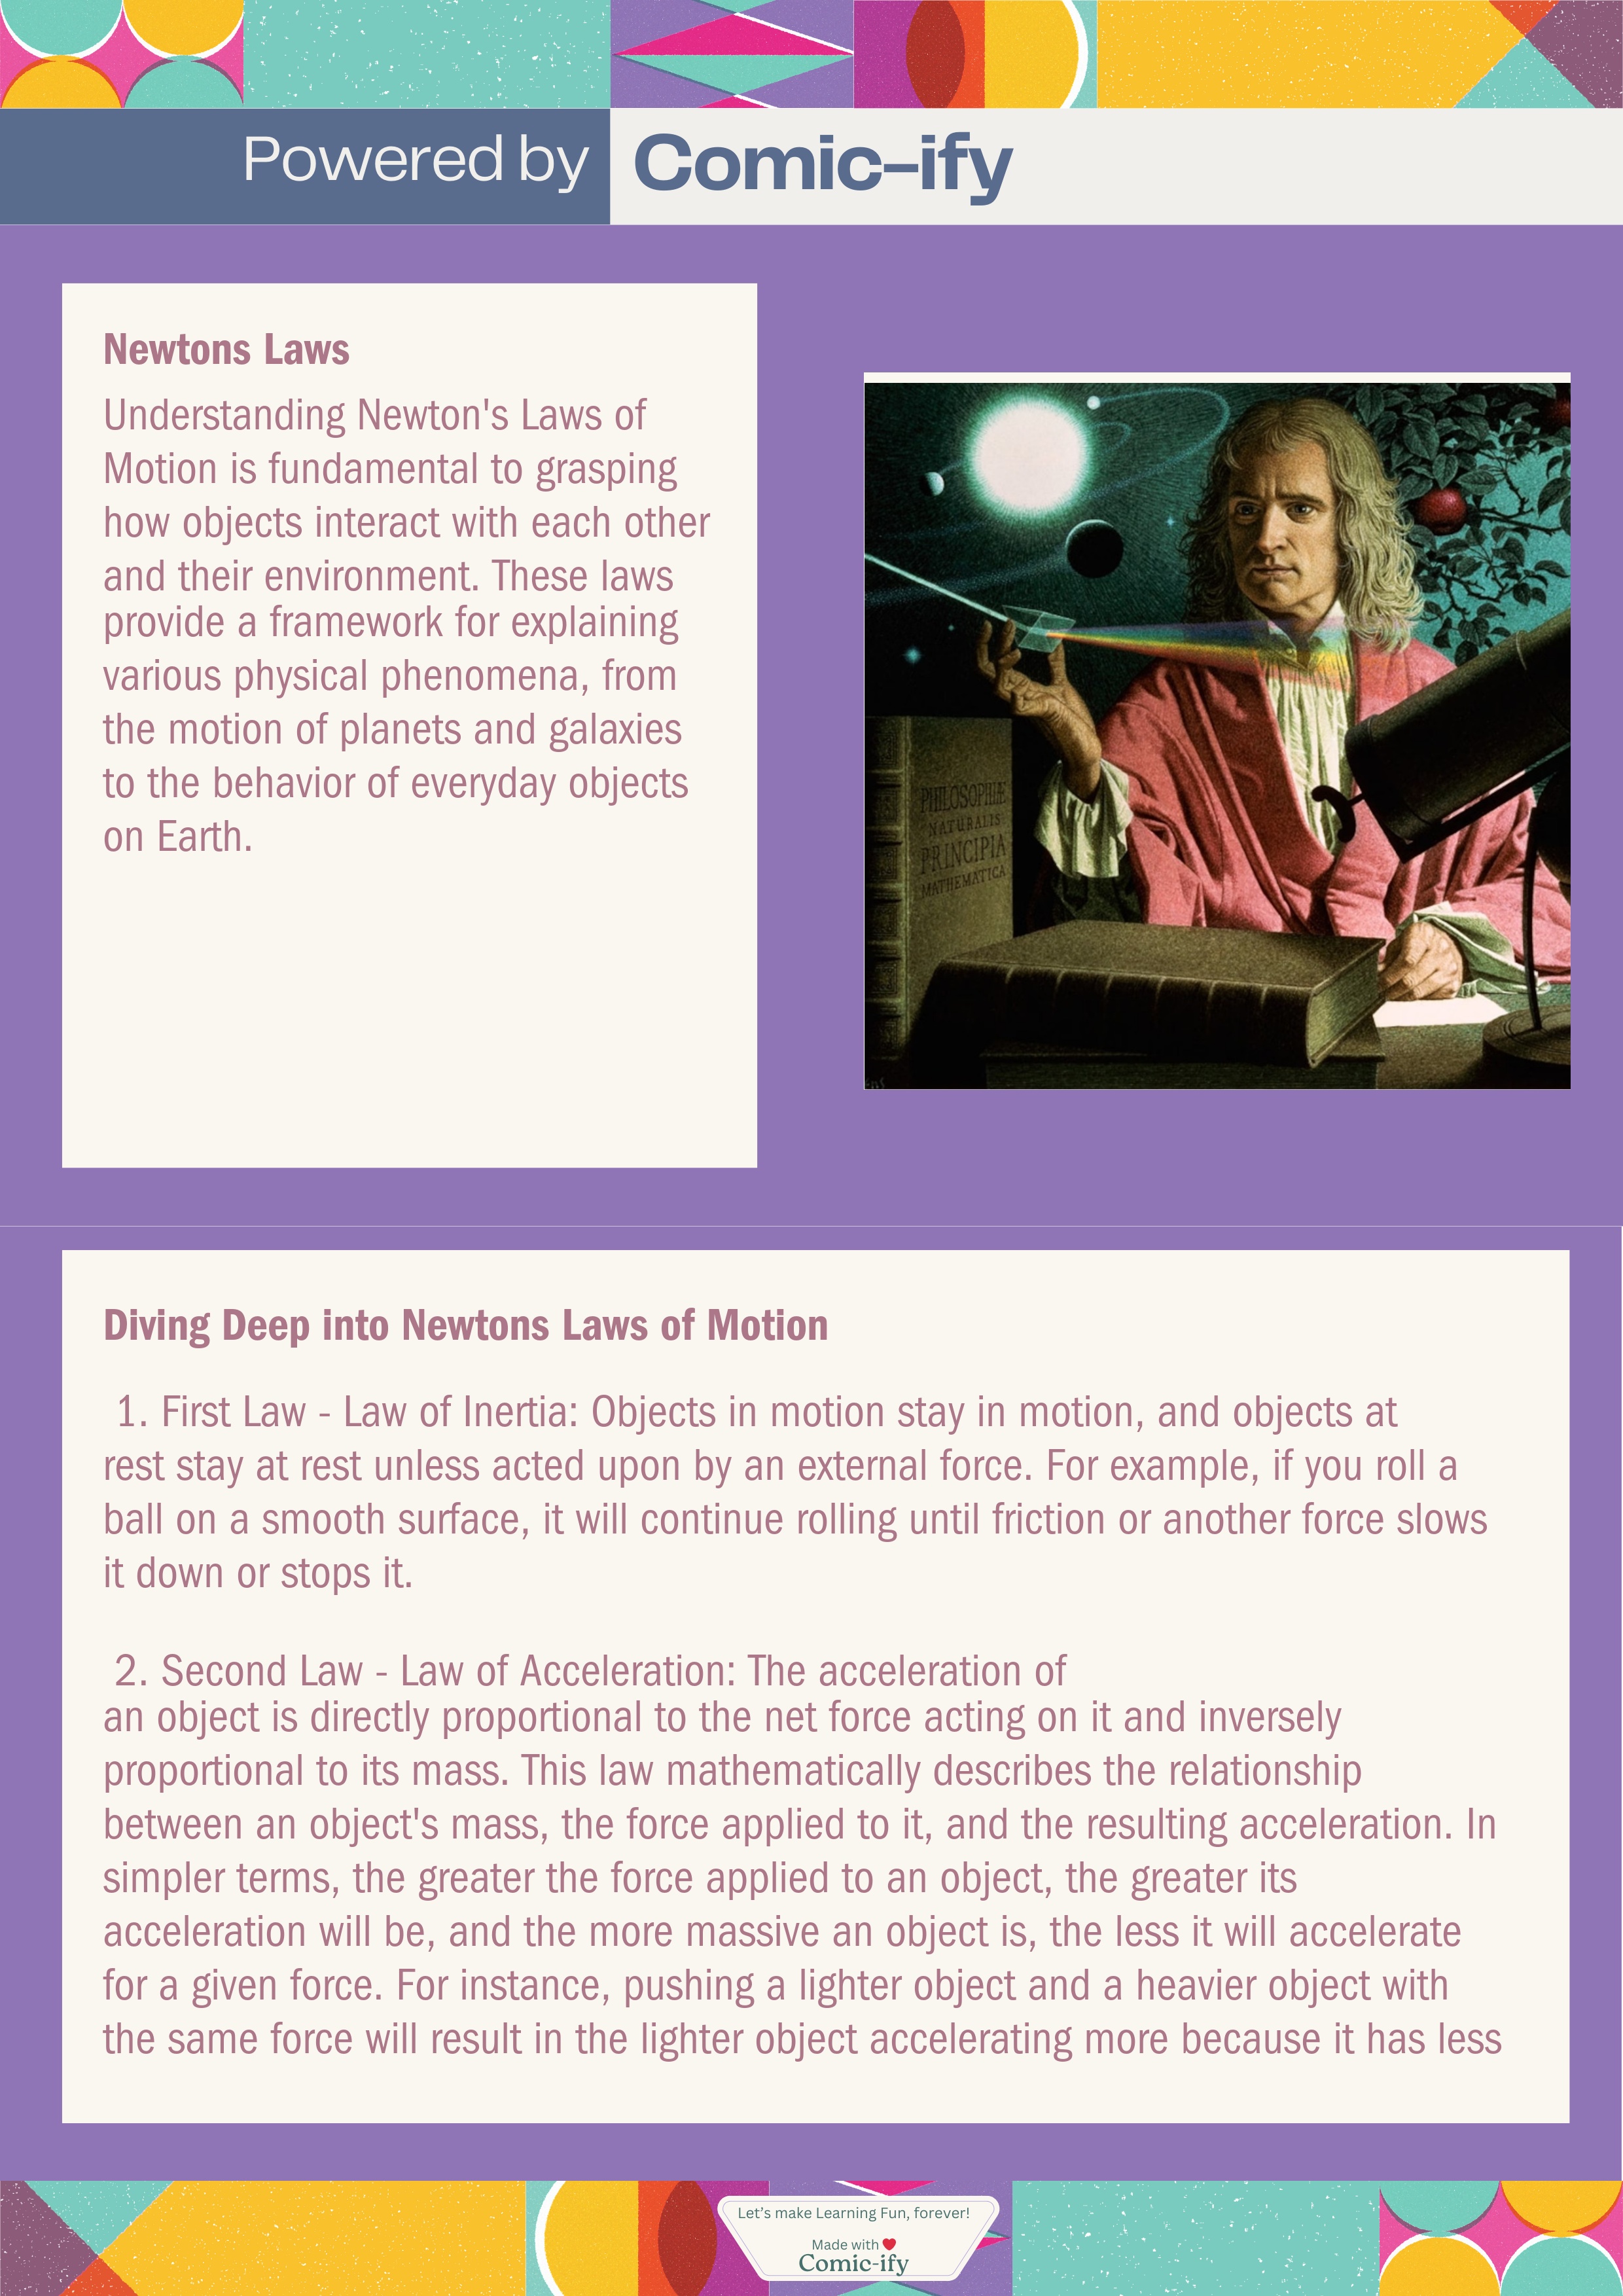 Powered by Comic–ify
Newtons Laws
Understanding Newton's Laws of
Motion is fundamental to grasping
how objects interact with each other
and their environment. These laws
provide a framework for explaining
various physical phenomena, from
the motion of planets and galaxies
to the behavior of everyday objects
on Earth.
PHILOSOPHIÆ
NATURALIS
PRINCIPIA
MATHEMATICA
Diving Deep into Newtons Laws of Motion
1. First Law - Law of Inertia: Objects in motion stay in motion, and objects at
rest stay at rest unless acted upon by an external force. For example, if you roll a
ball on a smooth surface, it will continue rolling until friction or another force slows
it down or stops it.
2. Second Law - Law of Acceleration: The acceleration of
an object is directly proportional to the net force acting on it and inversely
proportional to its mass. This law mathematically describes the relationship
between an object's mass, the force applied to it, and the resulting acceleration. In
simpler terms, the greater the force applied to an object, the greater its
acceleration will be, and the more massive an object is, the less it will accelerate
for a given force. For instance, pushing a lighter object and a heavier object with
the same force will result in the lighter object accelerating more because it has less
Let's make Learning Fun, forever!
Made with ❤
Comic-ify